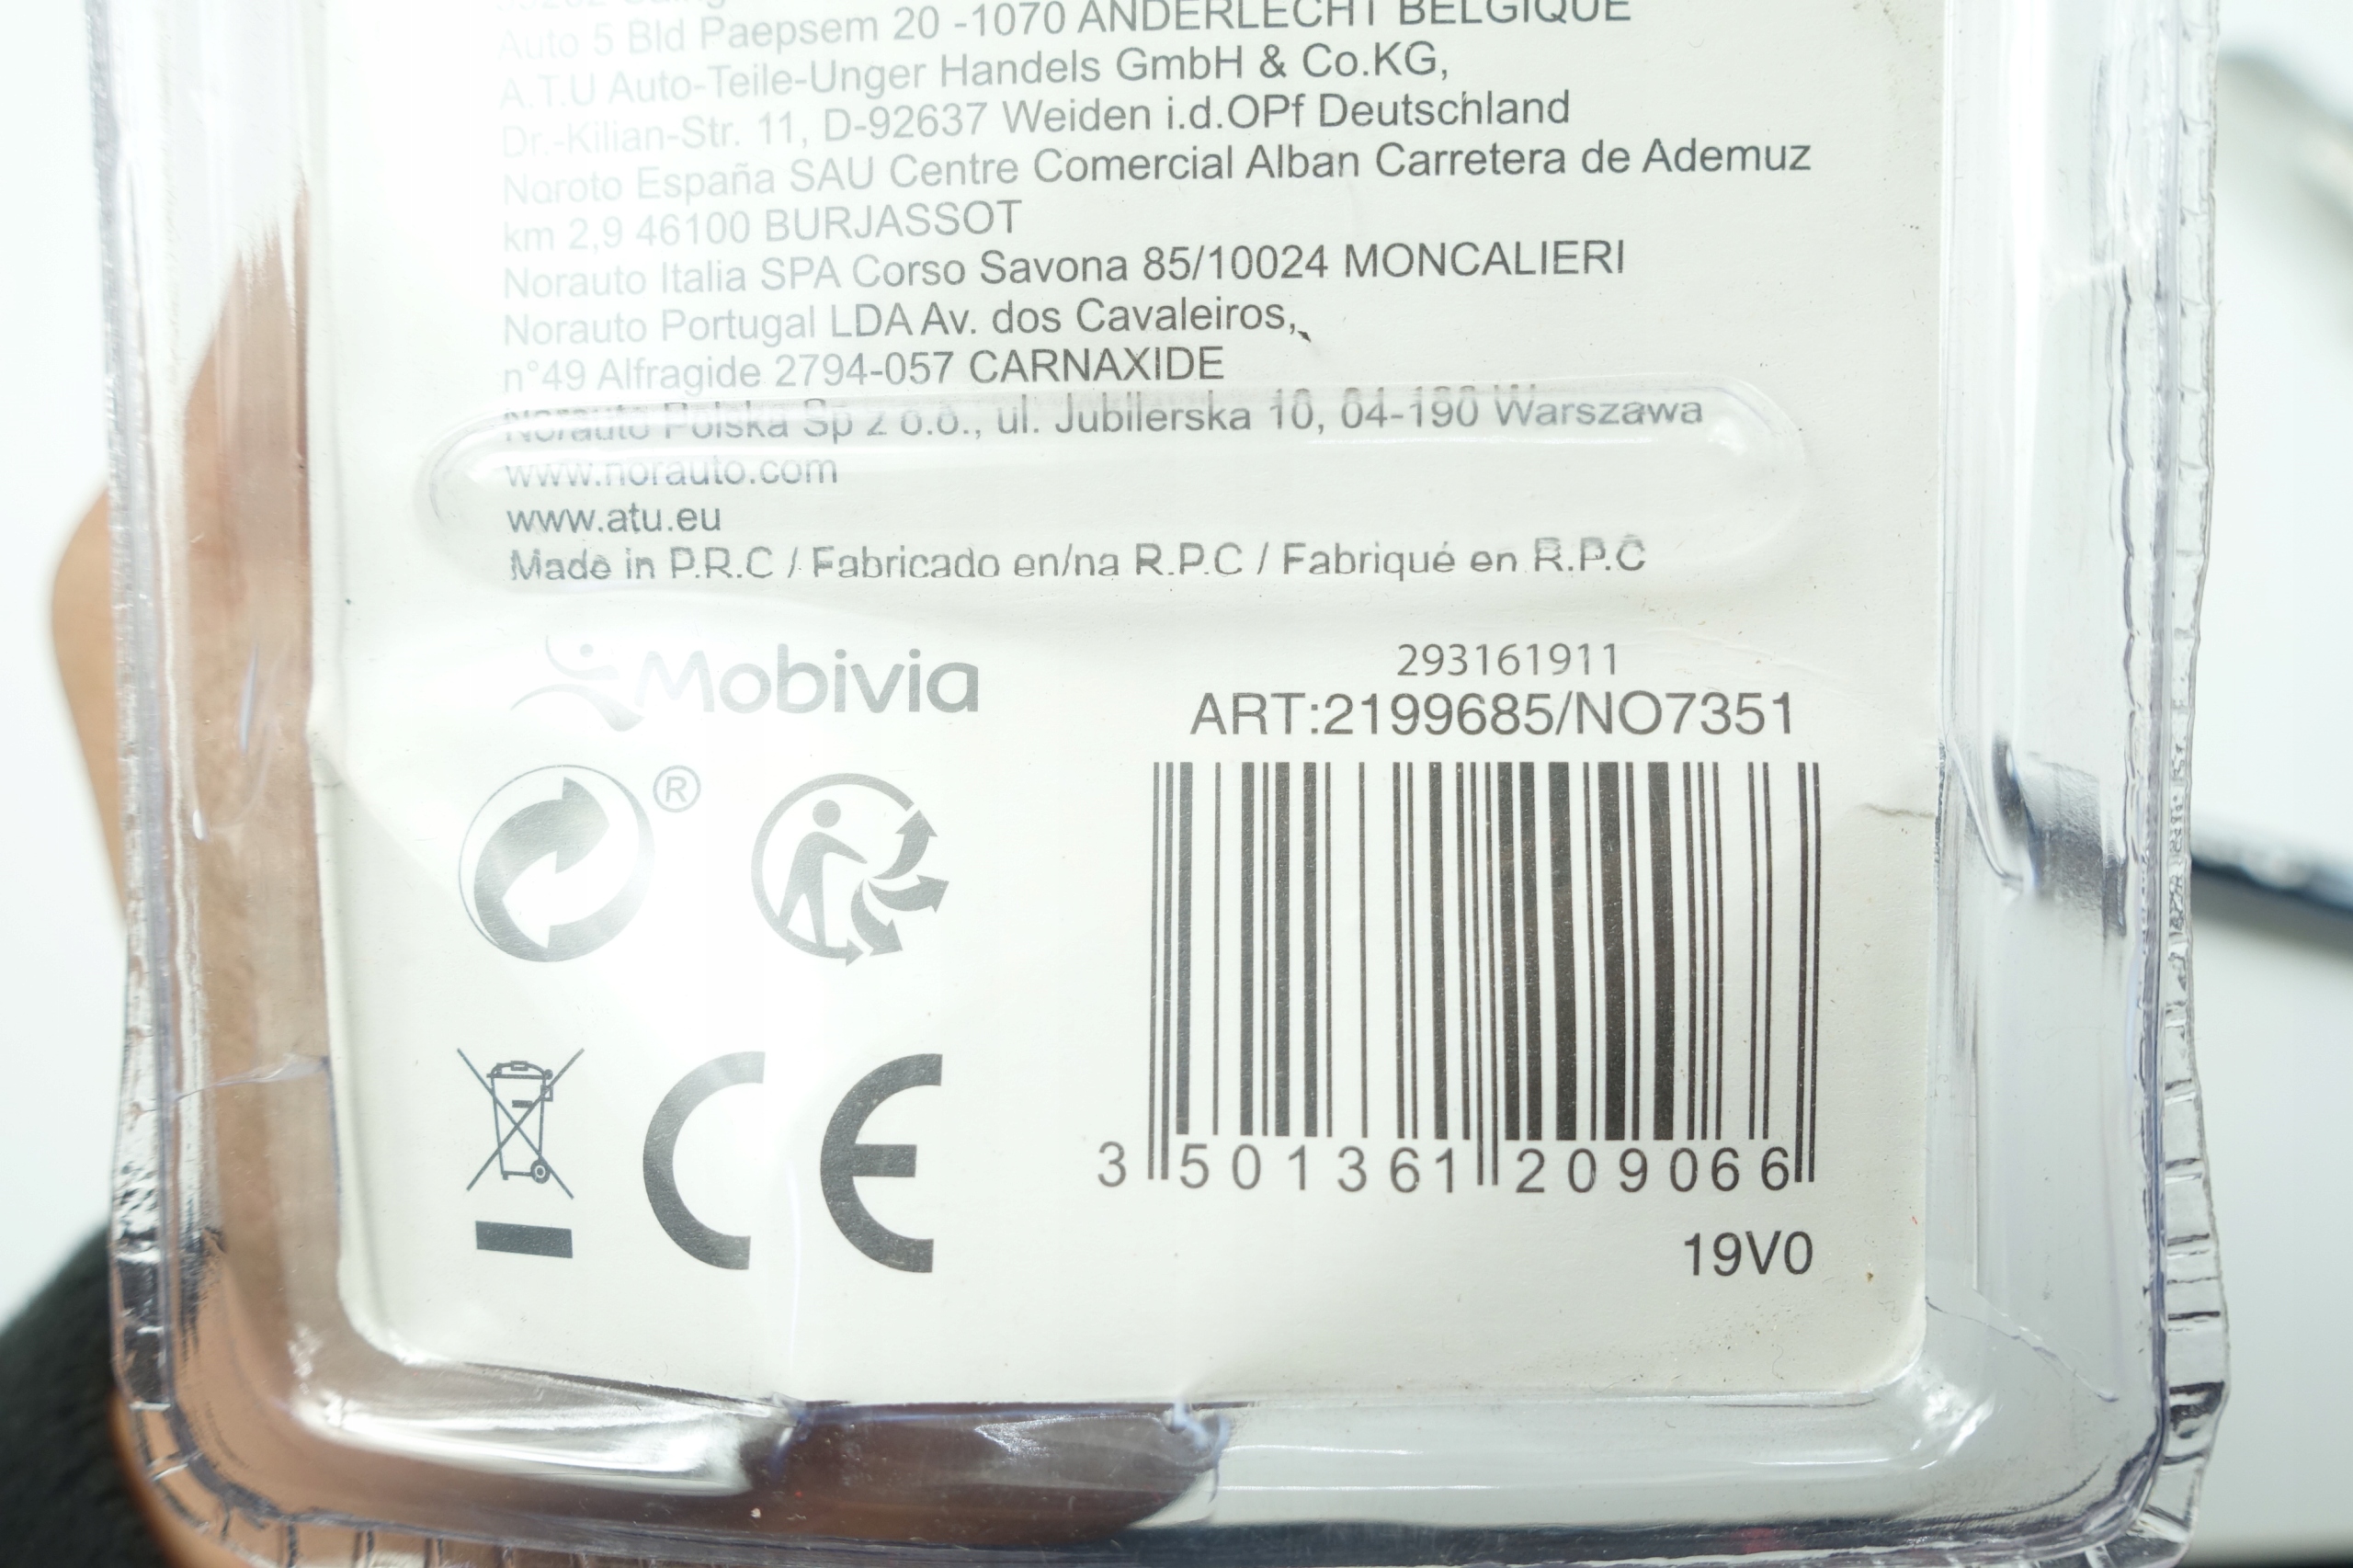 Auto 5 Bld Paepsem 20 -1070 ANDERLECHT BELGIQUE
A.T.U Auto-Teile-Unger Handels GmbH & Co.KG,
Dr.-Kilian-Str. 11, D-92637 Weiden i.d.OPf Deutschland
Noroto España SAU Centre Comercial Alban Carretera de Ademuz
km 2,9 46100 BURJASSOT
Norauto Italia SPA Corso Savona 85/10024 MONCALIERI
Norauto Portugal LDA Av. dos Cavaleiros,
n°49 Alfragide 2794-057 CARNAXIDE
Norauto Polska Sp z o.o., ul. Jubilerska 10, 04-190 Warszawa
www.norauto.com
www.atu.eu
Made in P.R.C / Fabricado en/na R.P.C / Fabriqué en R.P.C
Mobivia
293161911
ART:2199685/NO7351
®
CE
3 501361 209066
19V0